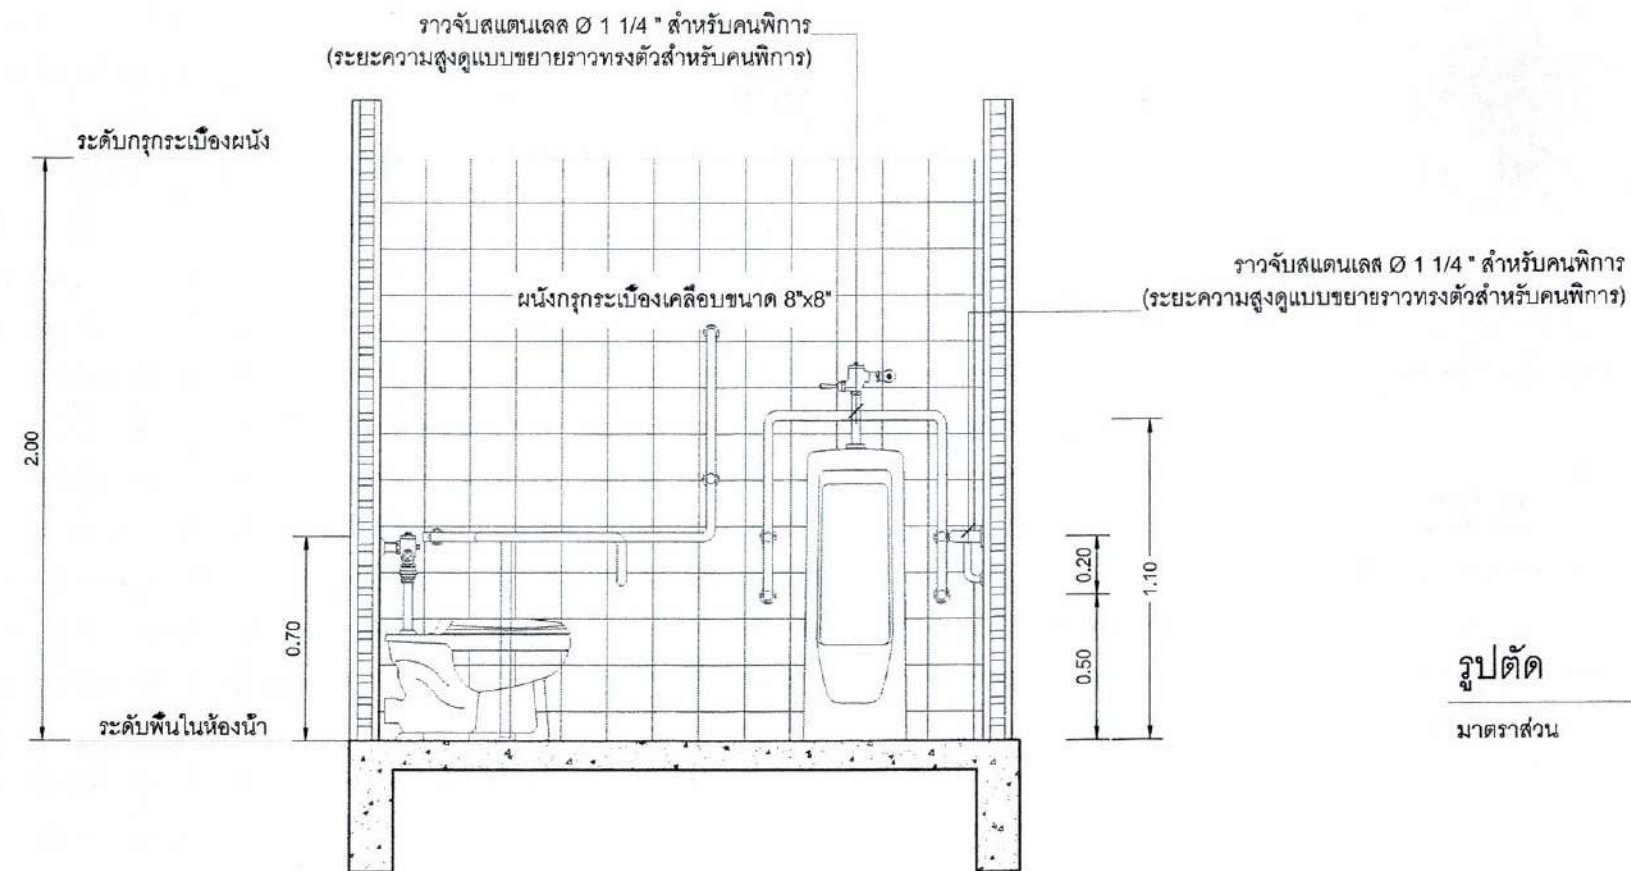 ราวจับสแตนเลส Ø 1 1/4 " สำหรับคนพิการ
(ระยะความสูงดูแบบขยายราวทรงตัวสำหรับคนพิการ)
ระดับกรุกระเบื้องผนัง
ราวจับสแตนเลส Ø 1 1/4 " สำหรับคนพิการ
(ระยะความสูงดูแบบขยายราวทรงตัวสำหรับคนพิการ)
ผนังกรุกระเบื้องเคลือบขนาด 8"x8"
2.00
0.70
0.20
1.10
0.50
ระดับพื้นในห้องน้ำ
รูปตัด
มาตราส่วน